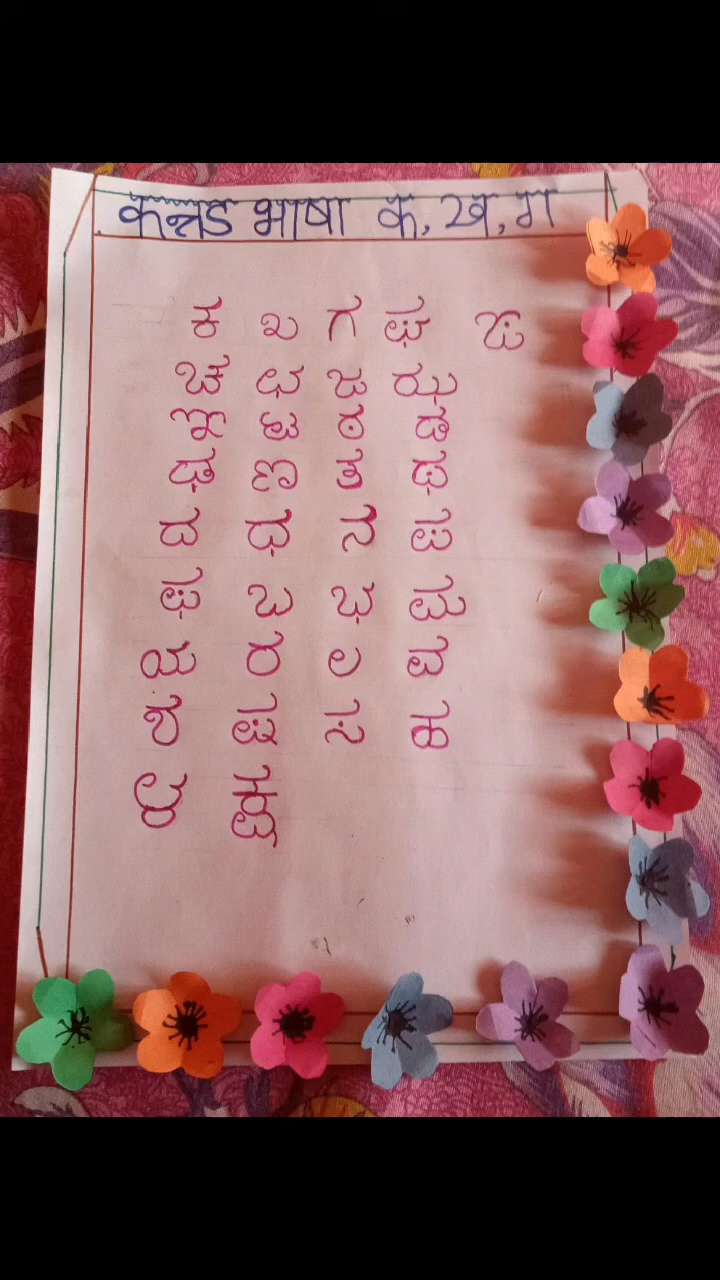 कन्नड भाषा क, ख, ग
ಕ ಖ ಗ ಘ ಙ
ಚ ಛ ಜ ಝ
ಞ ಟ ಠ ಡ
ಢ ಣ ತ ಥ
ದ ಧ ನ ಪ
ಫ ಬ ಭ ಮ
ಯ ರ ಲ ವ
ಶ ಷ ಸ ಹ
ಕ್ಷ